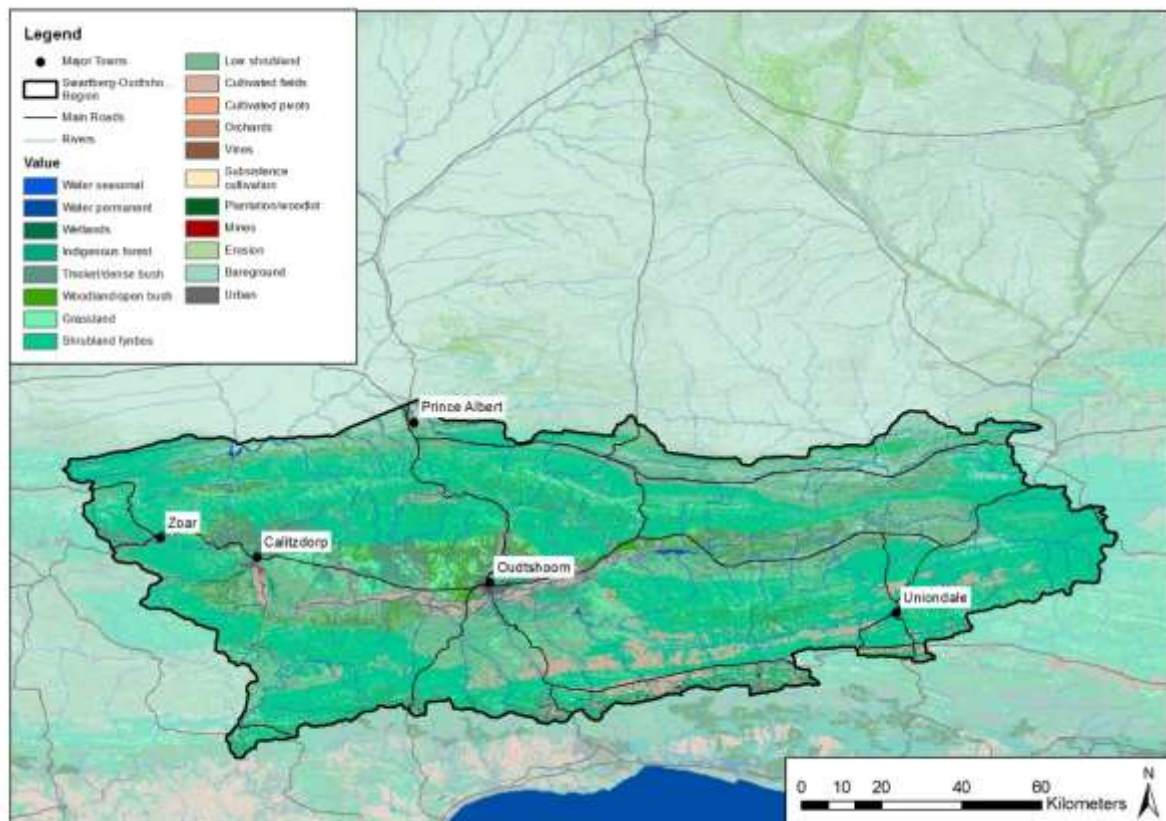 Legend
Major Towns
Swartberg-Oudtsho...
Region
Main Roads
Rivers
Value
Water seasonal
Water permanent
Wetlands
Indigenous forest
Thicket/dense bush
Woodland/open bush
Grassland
Shrubland fynbos
Low shrubland
Cultivated fields
Cultivated pivots
Orchards
Vines
Subsistence
cultivation
Plantation/woodlot
Mines
Erosion
Bareground
Urban
Prince Albert
Zoar
Calitzdorp
Oudtshoorn
Uniondale
N
0 10 20 40 60
Kilometers